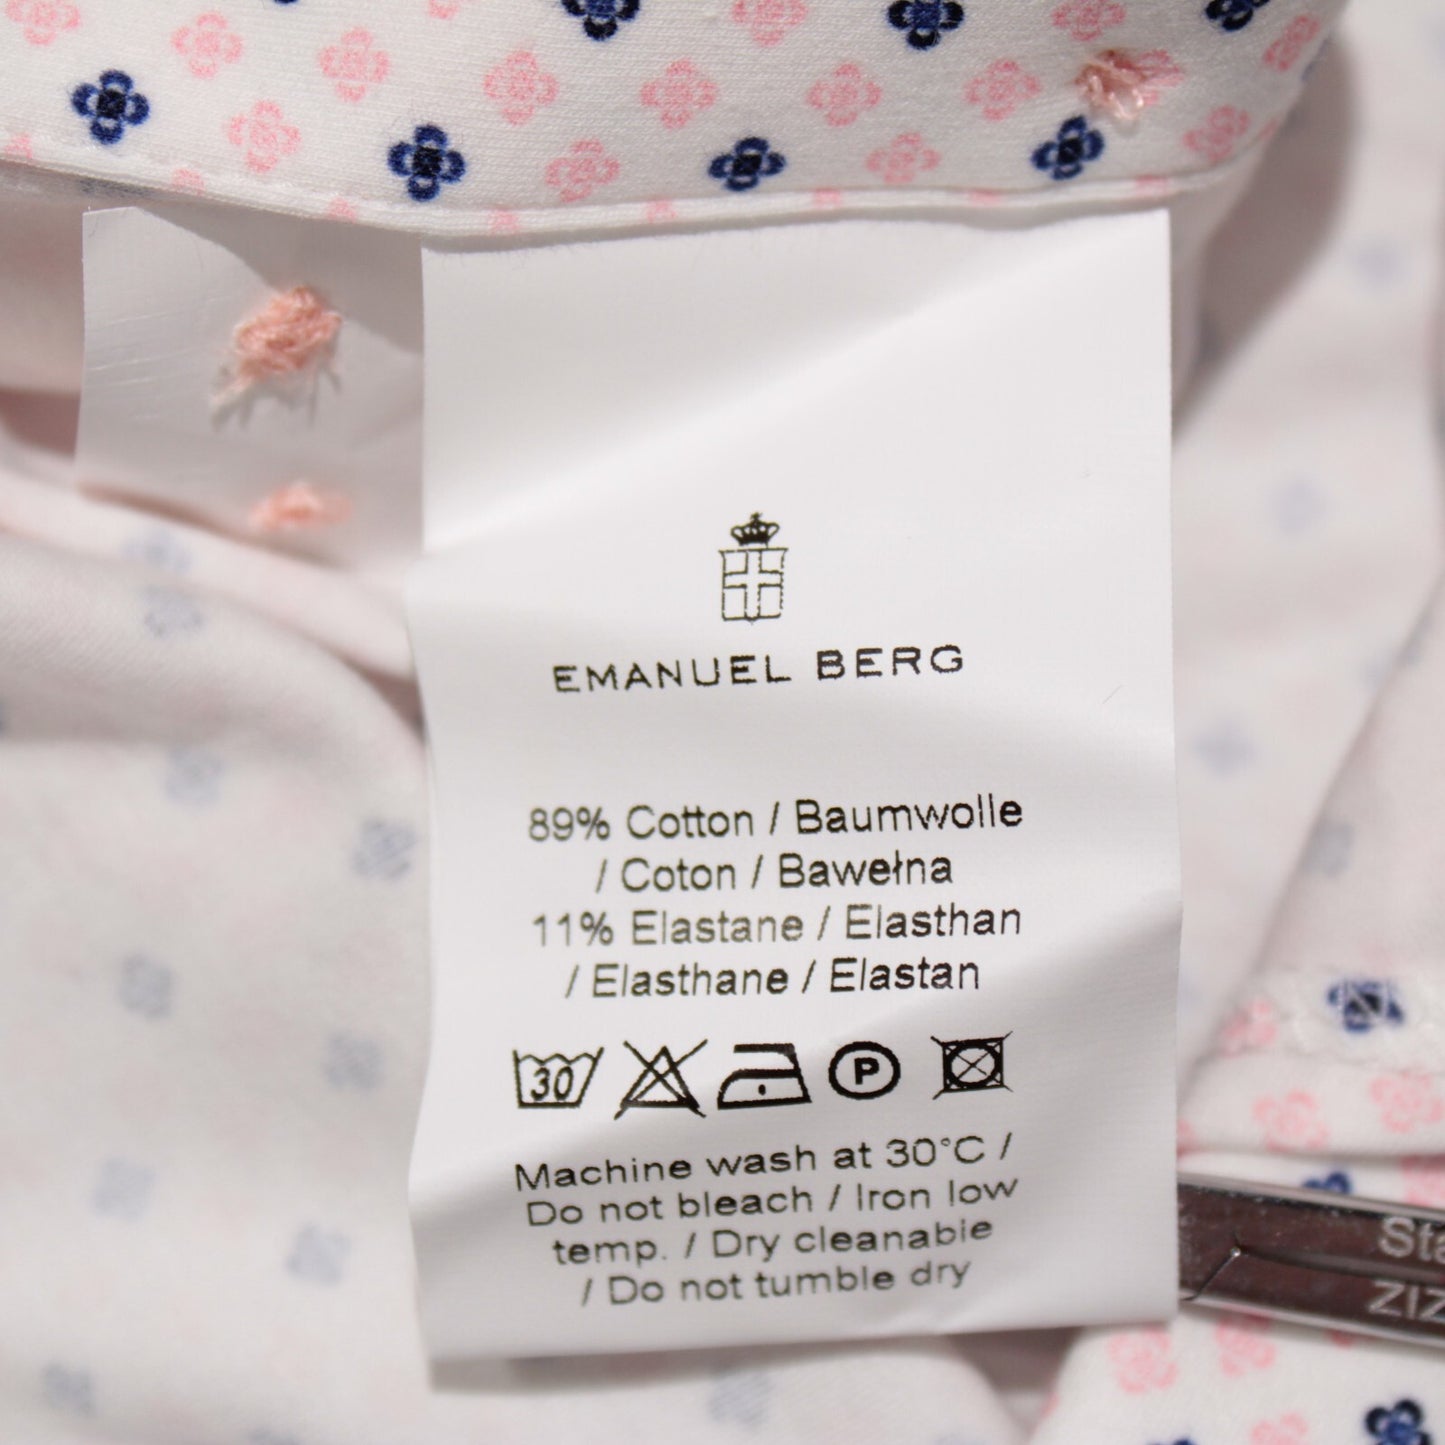 EMANUEL BERG
89% Cotton / Baumwolle
/ Coton / Bawełna
11% Elastane / Elasthan
/ Elasthane / Elastan
30 P
Machine wash at 30°C /
Do not bleach / Iron low
temp. / Dry cleanable
/ Do not tumble dry